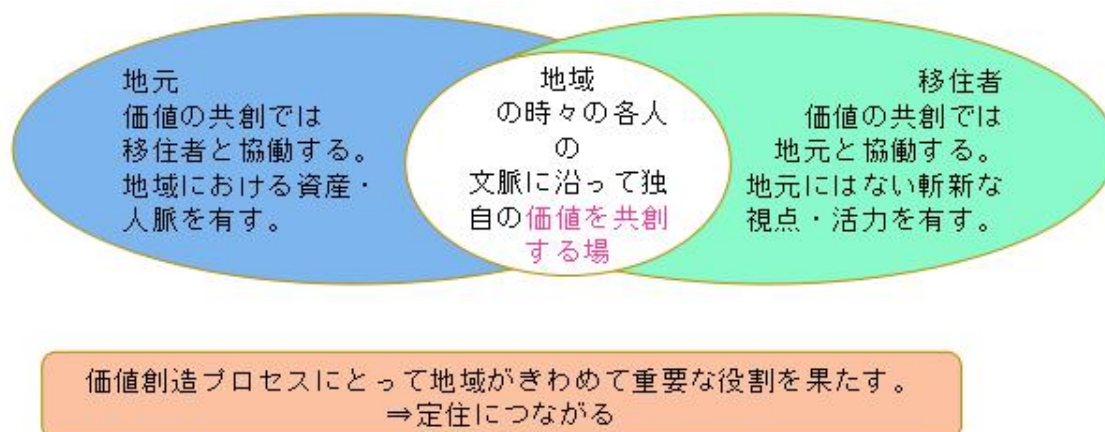 地元
価値の共創では
移住者と協働する。
地域における資産・
人脈を有す。
地域
の時々の各人
の
文脈に沿って独
自の価値を共創
する場
移住者
価値の共創では
地元と協働する。
地元にはない斬新な
視点・活力を有す。
価値創造プロセスにとって地域がきわめて重要な役割を果たす。
⇒定住につながる